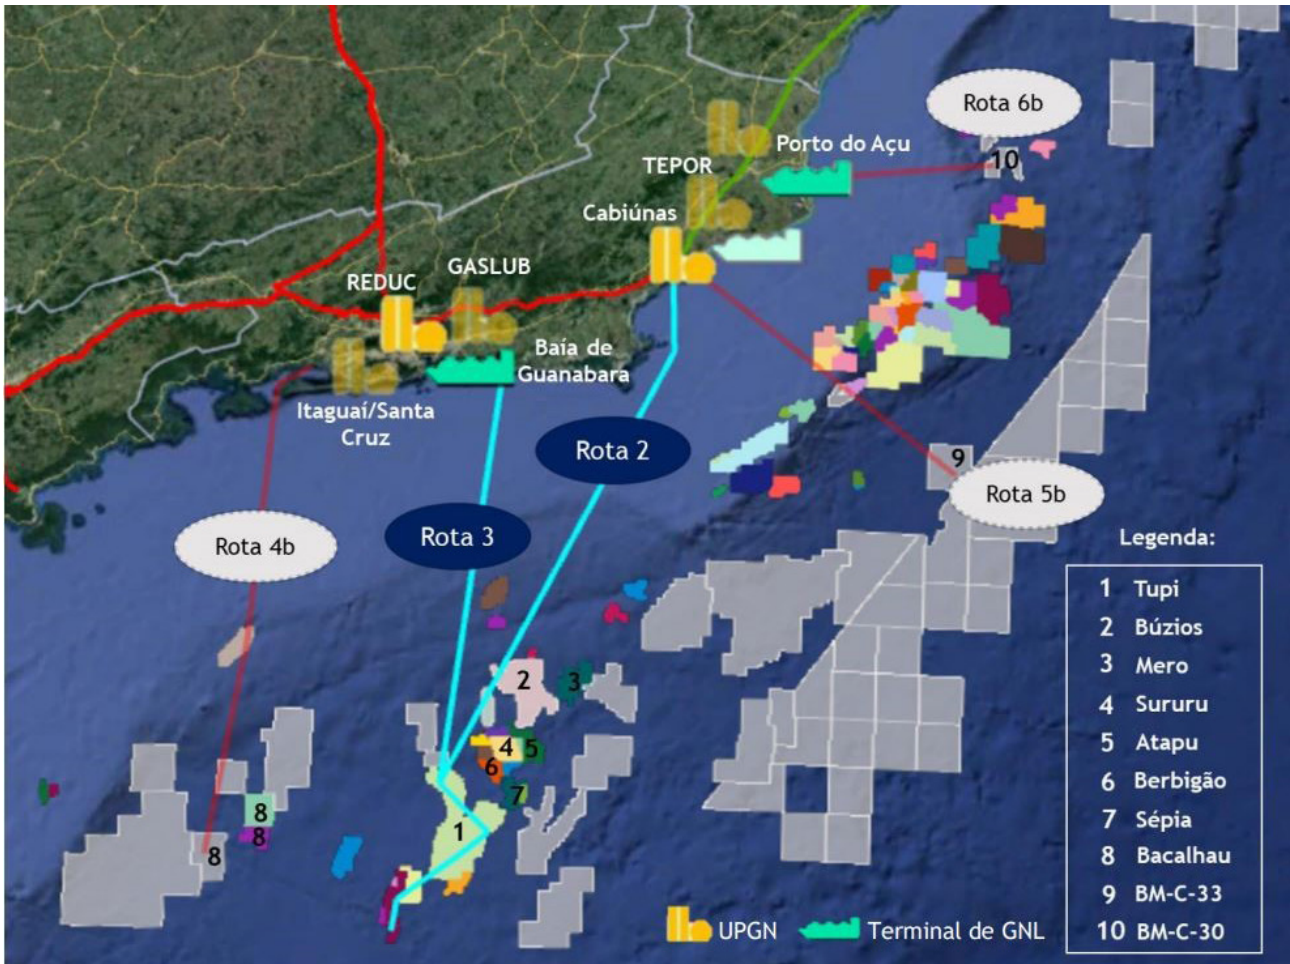 Rota 6b
10
Porto do Açu
TEPOR
Cabiúnas
REDUC
GASLUB
Baía de
Guanabara
Itaguaí/Santa
Cruz
Rota 2
9
Rota 5b
Rota 3
Rota 4b
2
3
4
5
6
7
1
8
8
8
Legenda:
1 Tupi
2 Búzios
3 Mero
4 Sururu
5 Atapu
6 Berbigão
7 Sépia
8 Bacalhau
9 BM-C-33
10 BM-C-30
UPGN
Terminal de GNL